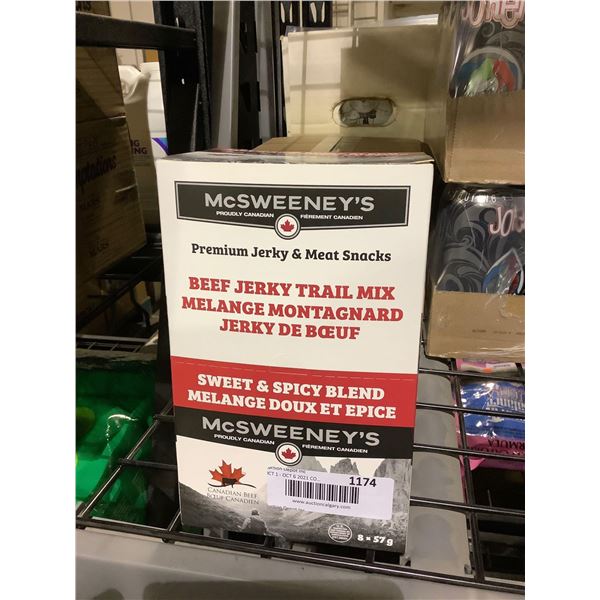 McSWEENEY'S
PROUDLY CANADIAN FIÈREMENT CANADIEN
Premium Jerky & Meat Snacks
BEEF JERKY TRAIL MIX
MELANGE MONTAGNARD
JERKY DE BŒUF
SWEET & SPICY BLEND
MELANGE DOUX ET EPICE
McSWEENEY'S
PROUDLY CANADIAN FIÈREMENT CANADIEN
CANADIAN BEEF
BŒUF CANADIEN
1174
www.auctioncalgary.com
8 × 57 g